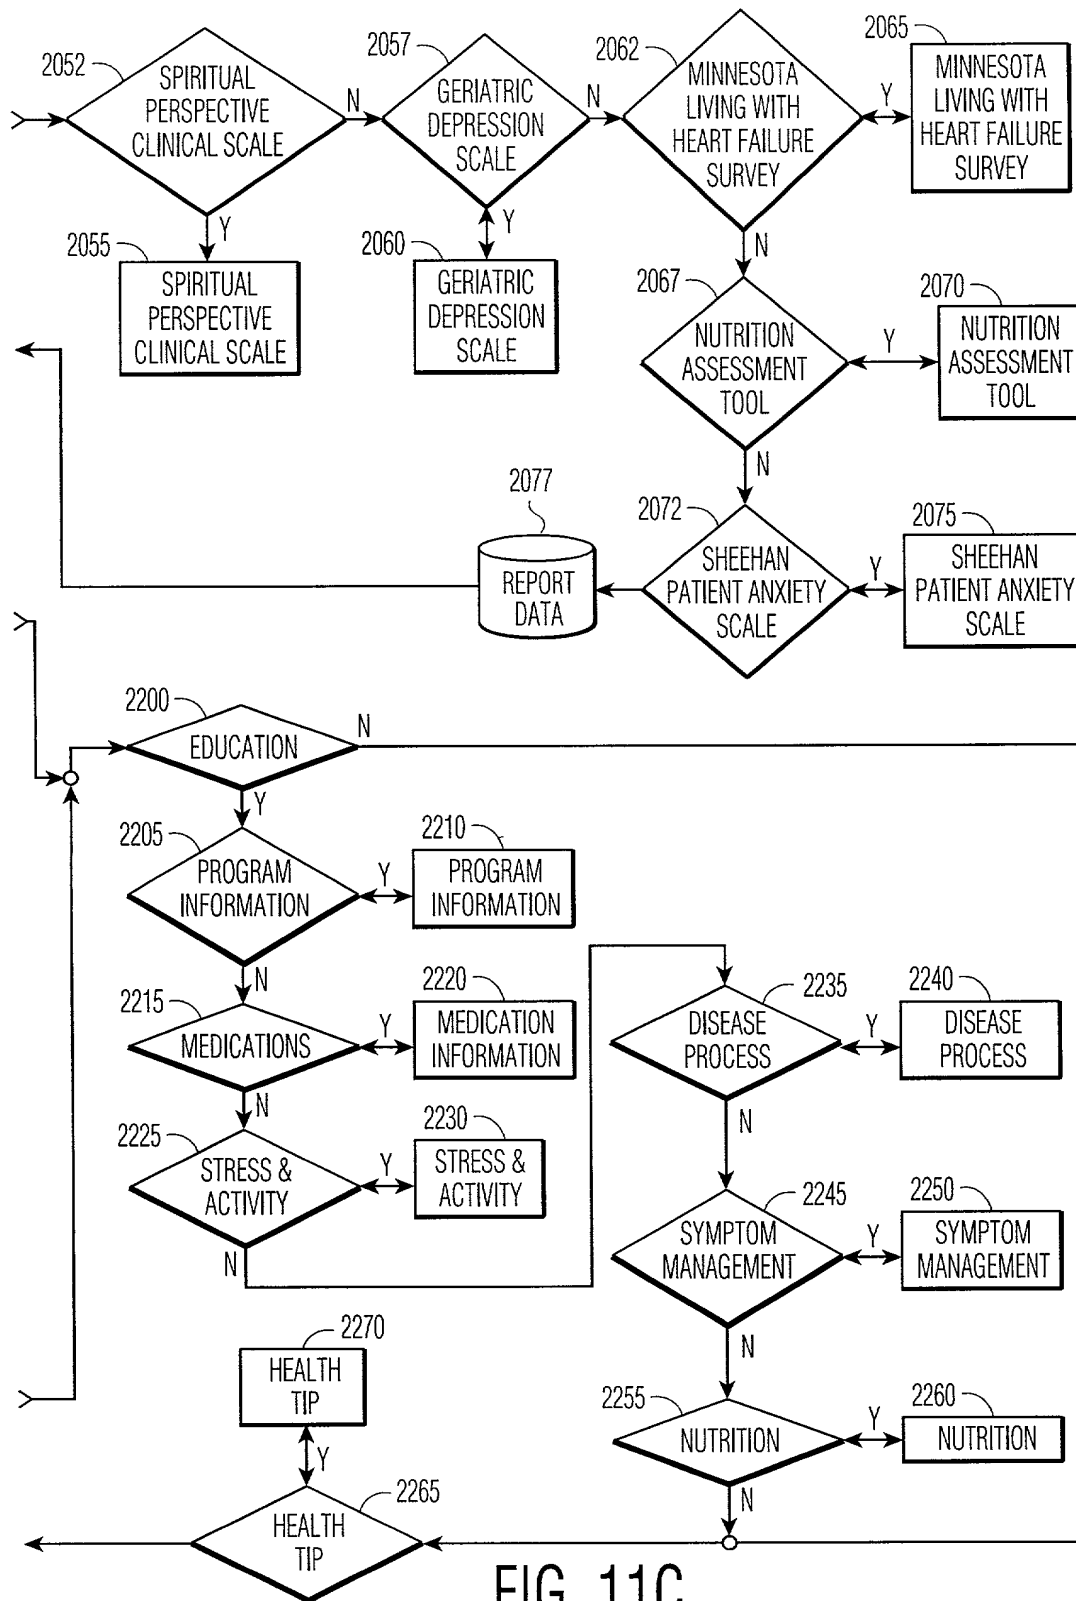 2052
SPIRITUAL
PERSPECTIVE
CLINICAL SCALE
N
Y
2055
SPIRITUAL
PERSPECTIVE
CLINICAL SCALE
2057
GERIATRIC
DEPRESSION
SCALE
N
Y
2060
GERIATRIC
DEPRESSION
SCALE
2062
MINNESOTA
LIVING WITH
HEART FAILURE
SURVEY
Y
2065
MINNESOTA
LIVING WITH
HEART FAILURE
SURVEY
N
2067
NUTRITION
ASSESSMENT
TOOL
Y
2070
NUTRITION
ASSESSMENT
TOOL
N
2072
SHEEHAN
PATIENT ANXIETY
SCALE
Y
2075
SHEEHAN
PATIENT ANXIETY
SCALE
2077
REPORT
DATA
2200
EDUCATION
N
Y
2205
PROGRAM
INFORMATION
Y
2210
PROGRAM
INFORMATION
N
2215
MEDICATIONS
Y
2220
MEDICATION
INFORMATION
N
2225
STRESS &
ACTIVITY
Y
2230
STRESS &
ACTIVITY
N
2235
DISEASE
PROCESS
Y
2240
DISEASE
PROCESS
N
2245
SYMPTOM
MANAGEMENT
Y
2250
SYMPTOM
MANAGEMENT
N
2255
NUTRITION
Y
2260
NUTRITION
N
2270
HEALTH
TIP
Y
2265
HEALTH
TIP
FIG. 11C